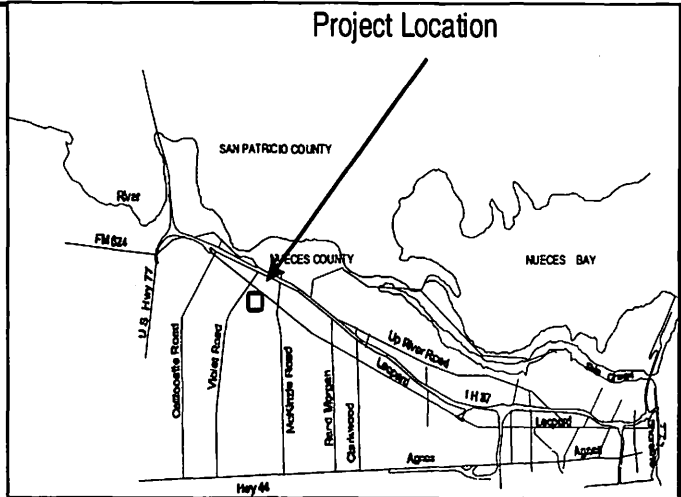 Project Location
SAN PATRICIO COUNTY
River
FM 624
NUECES COUNTY
NUECES BAY
U.S. Hwy 77
Violet Road
McKinzie Road
Rand Morgan
Clarkwood
Up River Road
Leopard
I H 37
Leopard
Agnes
Agnes
Hwy 44